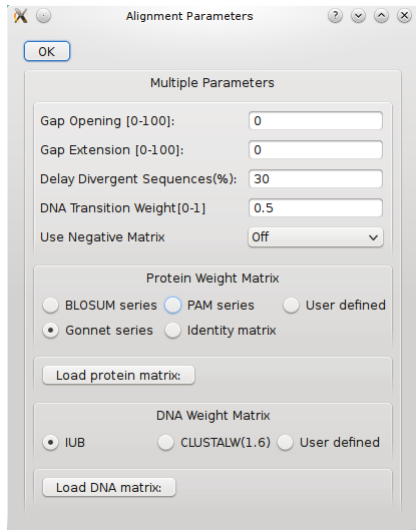 Alignment Parameters
OK
Multiple Parameters
Gap Opening [0-100]: 0
Gap Extension [0-100]: 0
Delay Divergent Sequences(%): 30
DNA Transition Weight[0-1] 0.5
Use Negative Matrix Off
Protein Weight Matrix
BLOSUM series PAM series User defined
Gonnet series Identity matrix
Load protein matrix:
DNA Weight Matrix
IUB CLUSTALW(1.6) User defined
Load DNA matrix: